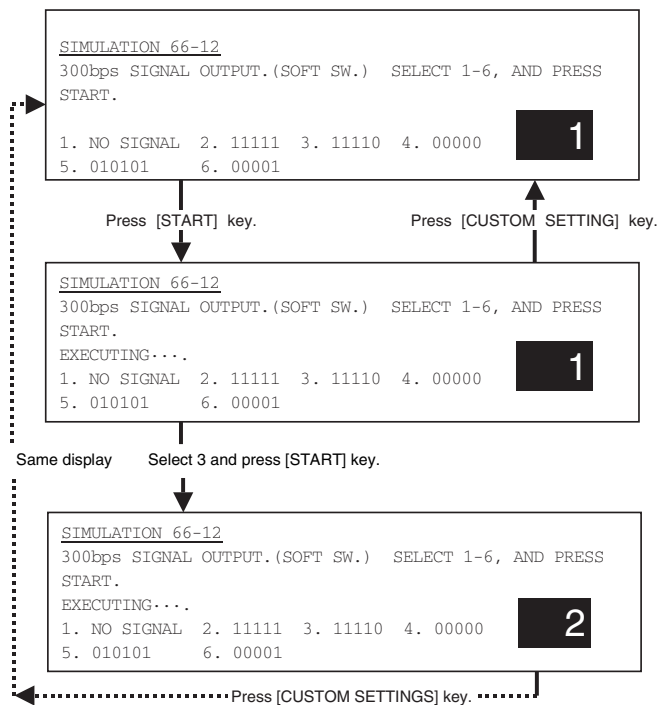 SIMULATION 66-12
300bps SIGNAL OUTPUT.(SOFT SW.) SELECT 1-6, AND PRESS
START.
1. NO SIGNAL 2. 11111 3. 11110 4. 00000
5. 010101 6. 00001
1
Press [START] key.
Press [CUSTOM SETTING] key.
SIMULATION 66-12
300bps SIGNAL OUTPUT.(SOFT SW.) SELECT 1-6, AND PRESS
START.
EXECUTING····.
1. NO SIGNAL 2. 11111 3. 11110 4. 00000
5. 010101 6. 00001
1
Same display
Select 3 and press [START] key.
SIMULATION 66-12
300bps SIGNAL OUTPUT.(SOFT SW.) SELECT 1-6, AND PRESS
START.
EXECUTING····.
1. NO SIGNAL 2. 11111 3. 11110 4. 00000
5. 010101 6. 00001
2
Press [CUSTOM SETTINGS] key.